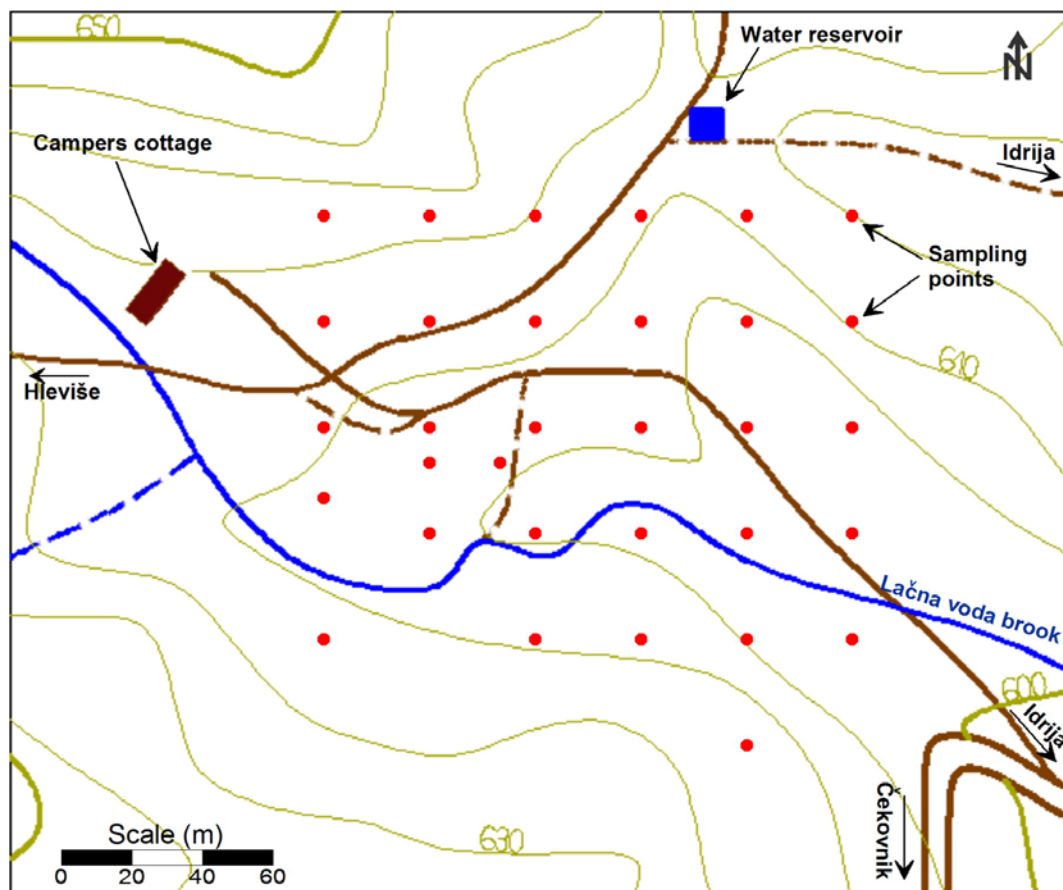 650
Water reservoir
N
Campers cottage
Idrija
Sampling
points
610
Hleviše
Lačna voda brook
600
Idrija
Čekovnik
630
Scale (m)
0 20 40 60